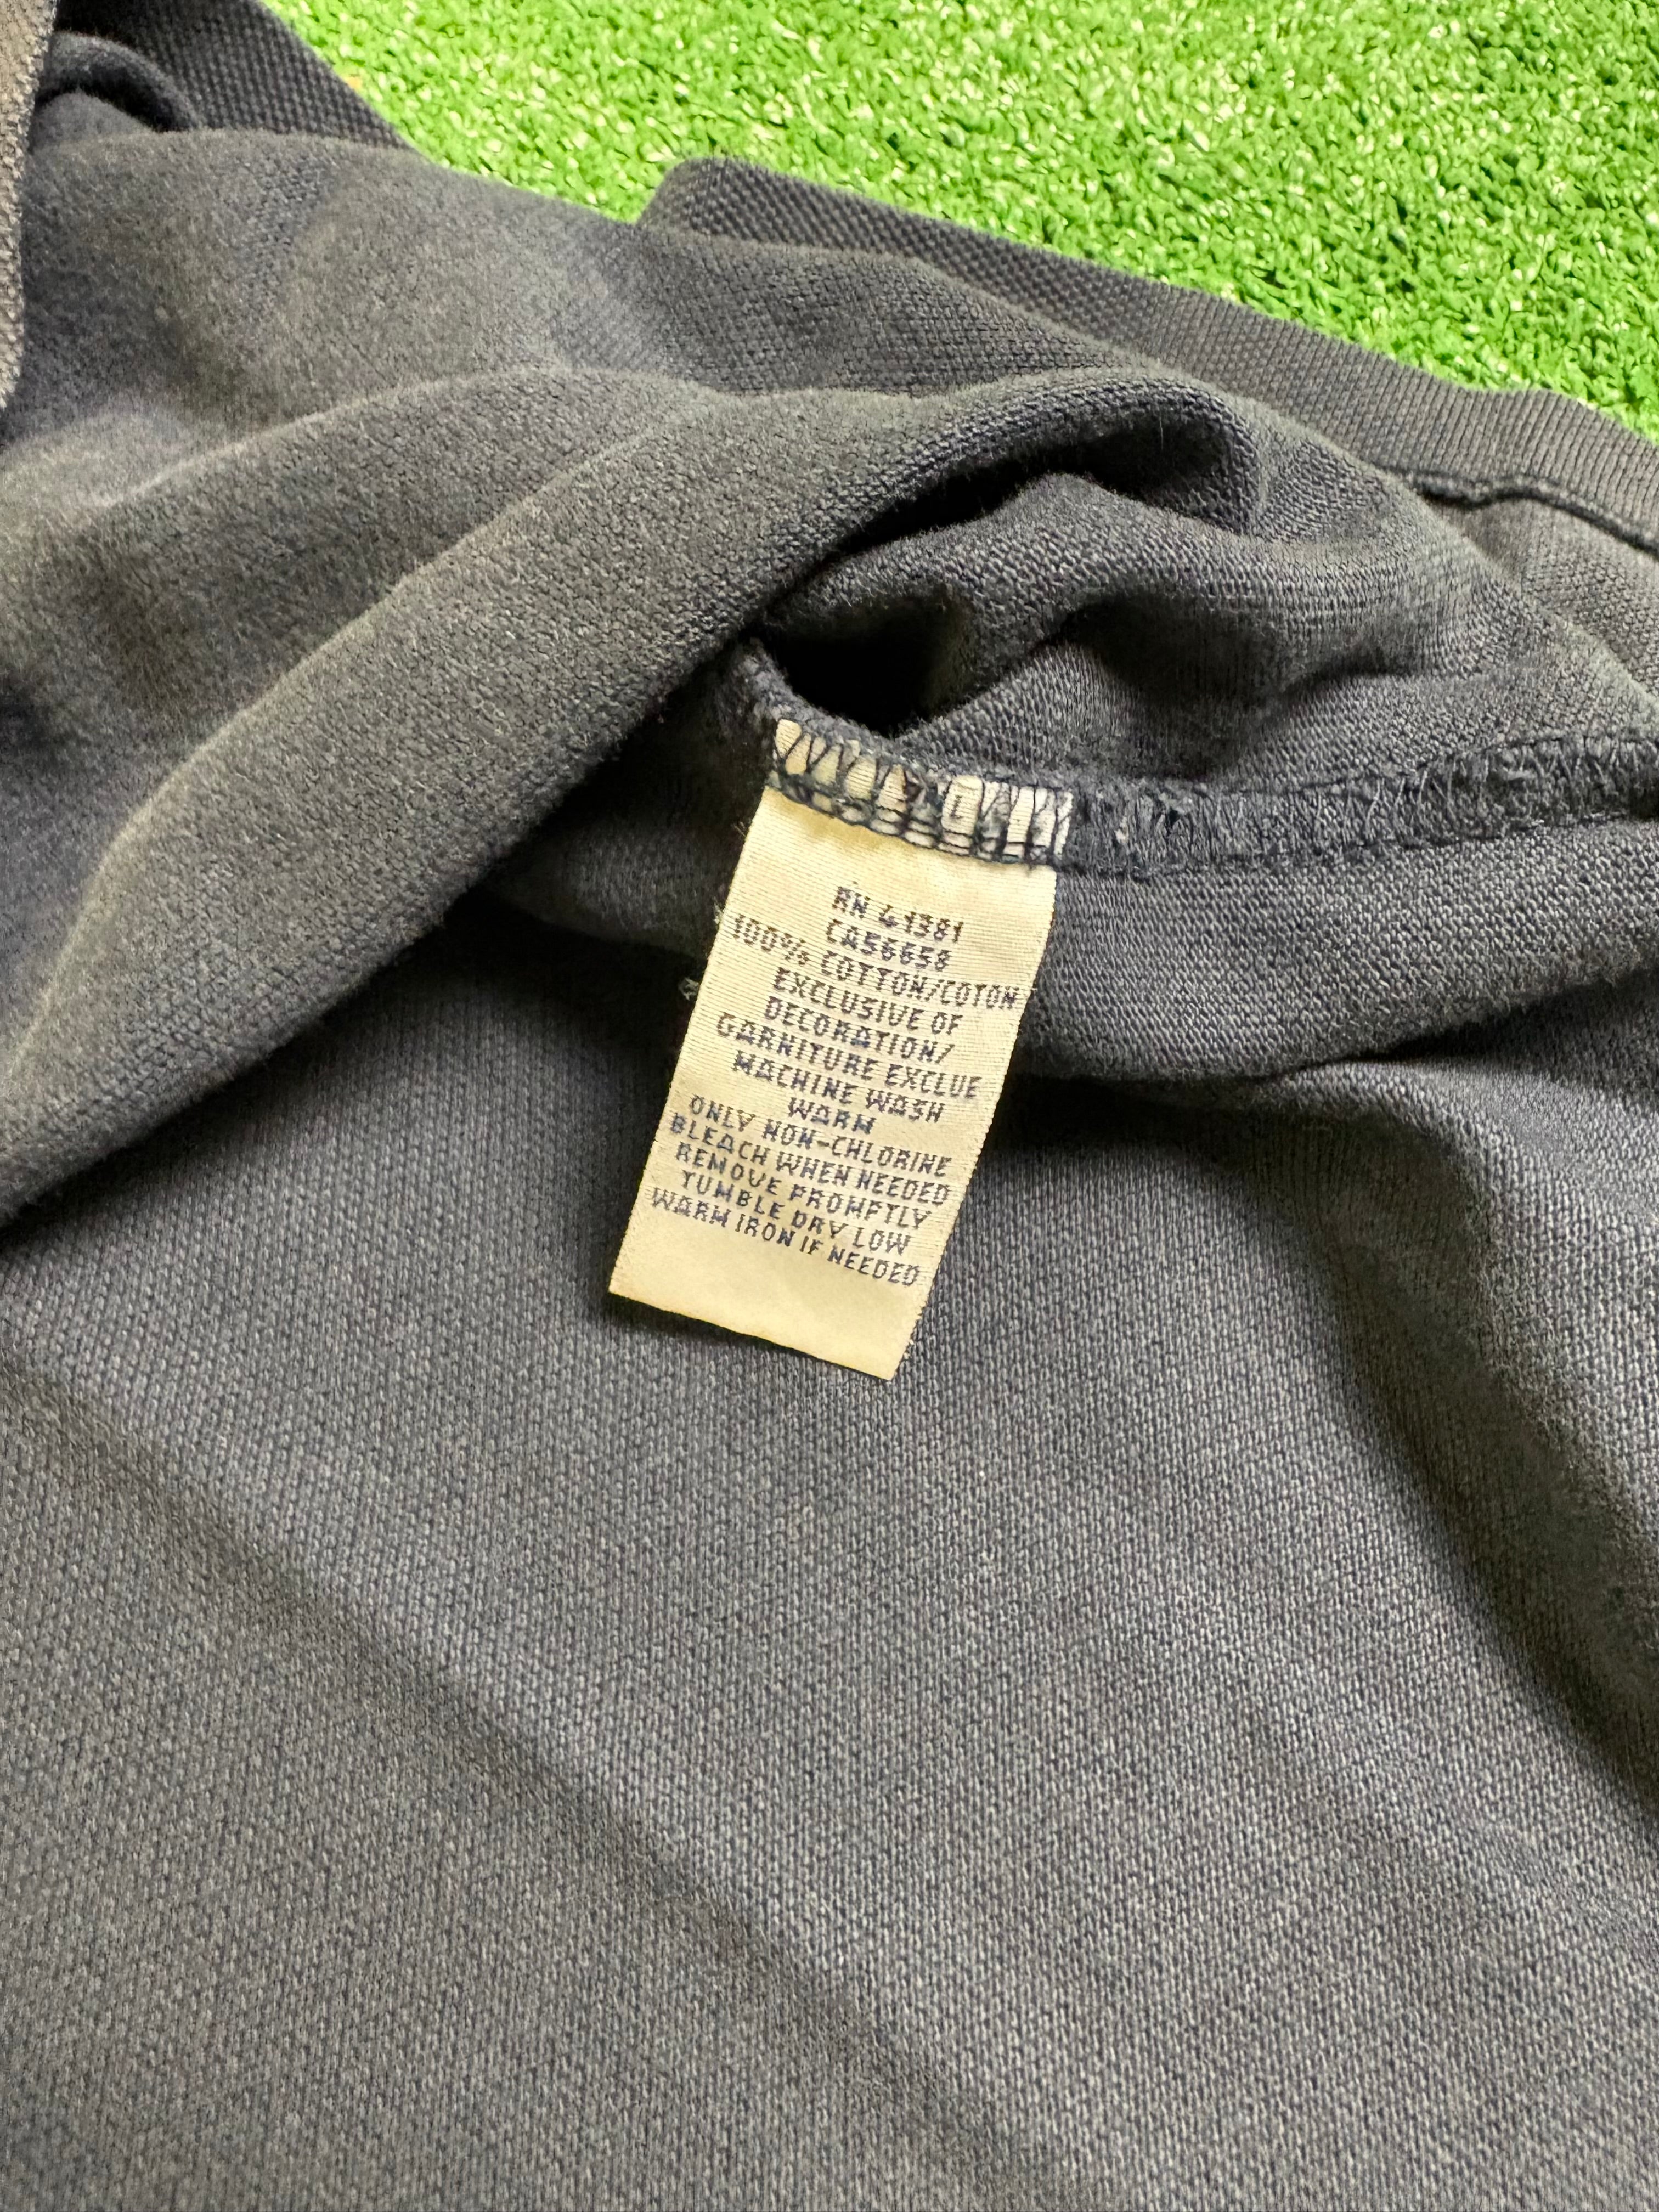 RN 41381
CA56658
100% COTTON/COTON
EXCLUSIVE OF
DECORATION/
GARNITURE EXCLUE
MACHINE WASH
WARM
ONLY NON-CHLORINE
BLEACH WHEN NEEDED
REMOVE PROMPTLY
TUMBLE DRY LOW
WARM IRON IF NEEDED